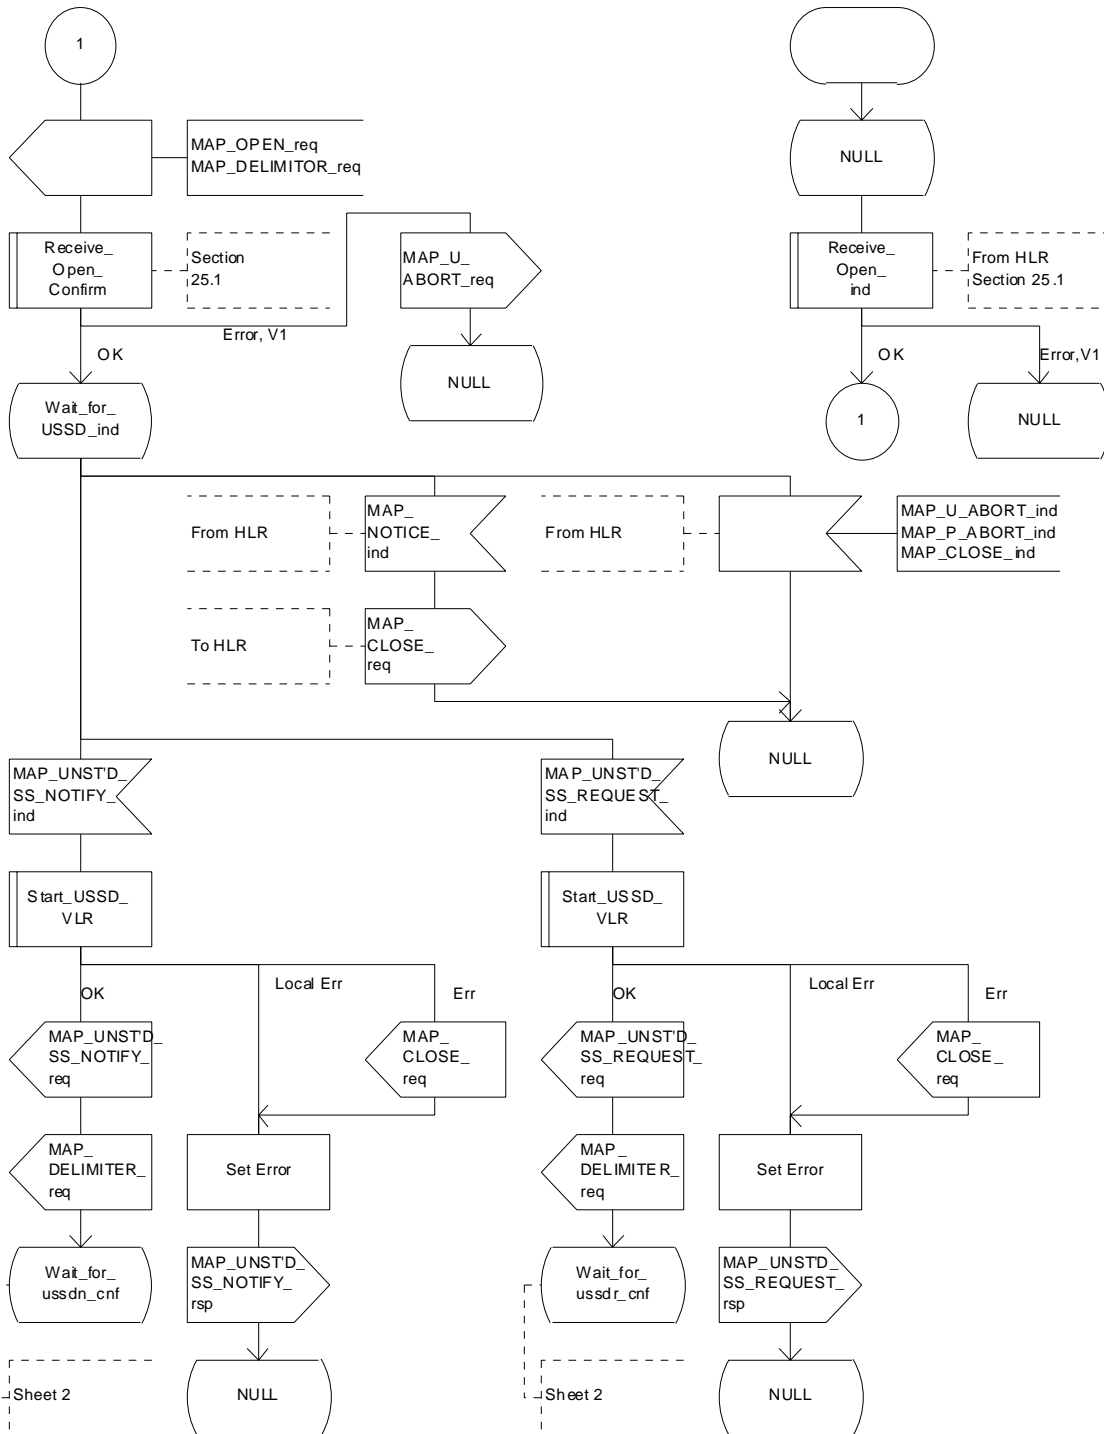 1
MAP_OPEN_req
MAP_DELIMITOR_req
NULL
Receive_
Open_
Confirm
Section
25.1
MAP_U_
ABORT_req
Receive_
Open_
ind
From HLR
Section 25.1
Error, V1
OK
NULL
OK
Error,V1
Wait_for_
USSD_ind
1
NULL
From HLR
MAP_
NOTICE_
ind
From HLR
MAP_U_ABORT_ind
MAP_P_ABORT_ind
MAP_CLOSE_ind
To HLR
MAP_
CLOSE_
req
NULL
MAP_UNST'D_
SS_NOTIFY_
ind
MAP_UNST'D_
SS_REQUEST_
ind
Start_USSD_
VLR
Start_USSD_
VLR
OK
Local Err
Err
OK
Local Err
Err
MAP_UNST'D_
SS_NOTIFY_
req
MAP_
CLOSE_
req
MAP_UNST'D_
SS_REQUEST_
req
MAP_
CLOSE_
req
MAP_
DELIMITER_
req
Set Error
MAP_
DELIMITER_
req
Set Error
Wait_for_
ussdn_cnf
MAP_UNST'D_
SS_NOTIFY_
rsp
Wait_for_
ussdr_cnf
MAP_UNST'D_
SS_REQUEST_
rsp
Sheet 2
NULL
Sheet 2
NULL